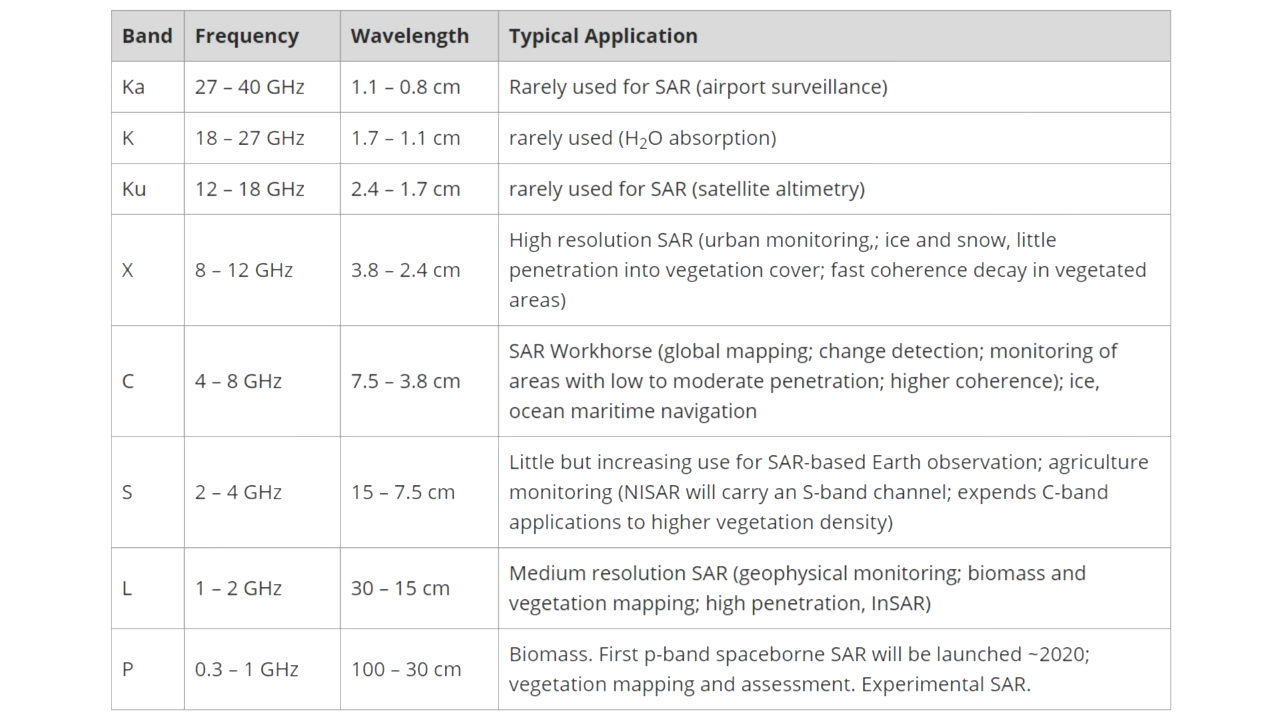 Band Frequency Wavelength Typical Application
Ka 27 – 40 GHz 1.1 – 0.8 cm Rarely used for SAR (airport surveillance)
K 18 – 27 GHz 1.7 – 1.1 cm rarely used (H₂O absorption)
Ku 12 – 18 GHz 2.4 – 1.7 cm rarely used for SAR (satellite altimetry)
X 8 – 12 GHz 3.8 – 2.4 cm High resolution SAR (urban monitoring,; ice and snow, little
penetration into vegetation cover; fast coherence decay in vegetated
areas)
C 4 – 8 GHz 7.5 – 3.8 cm SAR Workhorse (global mapping; change detection; monitoring of
areas with low to moderate penetration; higher coherence); ice,
ocean maritime navigation
S 2 – 4 GHz 15 – 7.5 cm Little but increasing use for SAR-based Earth observation; agriculture
monitoring (NISAR will carry an S-band channel; expends C-band
applications to higher vegetation density)
L 1 – 2 GHz 30 – 15 cm Medium resolution SAR (geophysical monitoring; biomass and
vegetation mapping; high penetration, InSAR)
P 0.3 – 1 GHz 100 – 30 cm Biomass. First p-band spaceborne SAR will be launched ~2020;
vegetation mapping and assessment. Experimental SAR.